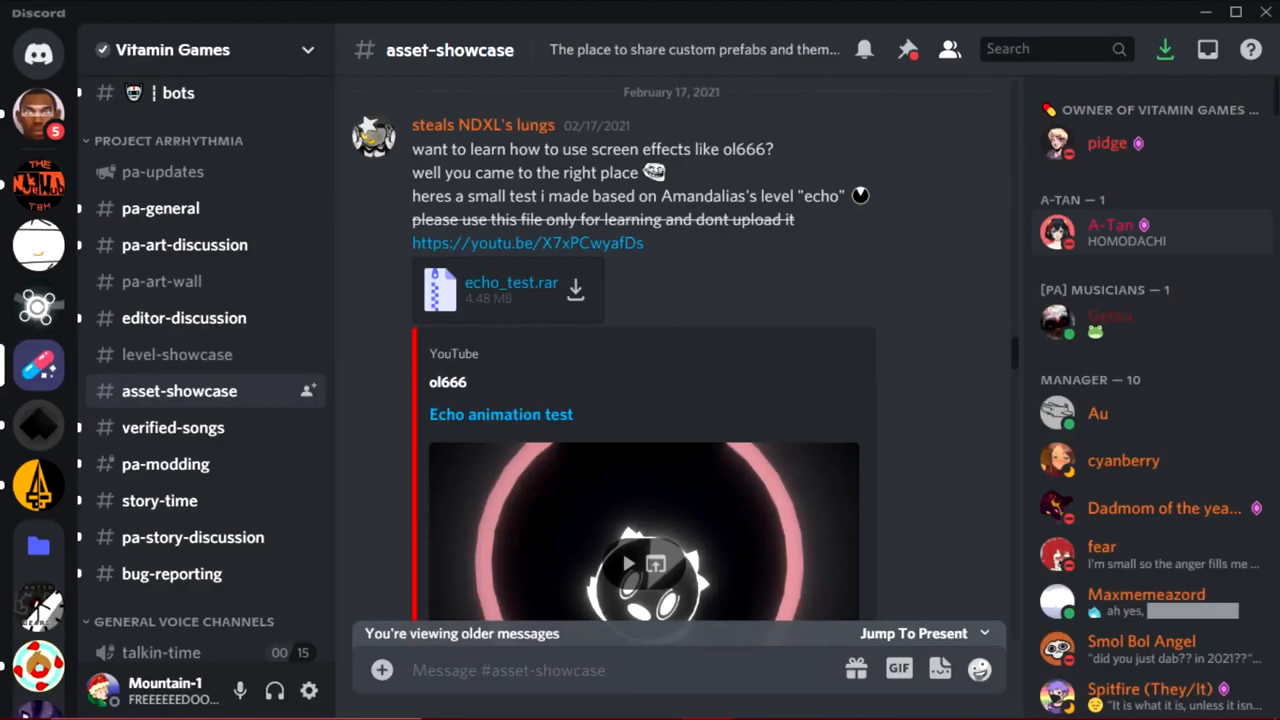 Discord
5
THE
TBH
Vitamin Games
# | bots
PROJECT ARRHYTHMIA
pa-updates
# pa-general
# pa-art-discussion
# pa-art-wall
# editor-discussion
# level-showcase
# asset-showcase
# verified-songs
# pa-modding
# story-time
# pa-story-discussion
# bug-reporting
GENERAL VOICE CHANNELS
talkin-time 00 15
Mountain-1
FREEEEEDOO...
# asset-showcase
The place to share custom prefabs and them...
Search
February 17, 2021
steals NDXL's lungs 02/17/2021
want to learn how to use screen effects like ol666?
well you came to the right place
heres a small test i made based on Amandalias's level "echo"
please use this file only for learning and dont upload it
https://youtu.be/X7xPCwyafDs
echo_test.rar
4.48 MB
YouTube
ol666
Echo animation test
You're viewing older messages
Jump To Present
Message #asset-showcase
GIF
OWNER OF VITAMIN GAMES ...
pidge
A-TAN — 1
A-Tan
HOMODACHI
[PA] MUSICIANS — 1
Getsix
MANAGER — 10
Au
cyanberry
Dadmom of the yea...
fear
I'm small so the anger fills me ...
Maxmemeazord
ah yes,
Smol Bol Angel
"did you just dab?? in 2021??"...
Spitfire (They/It)
"It is what it is, unless it isn...